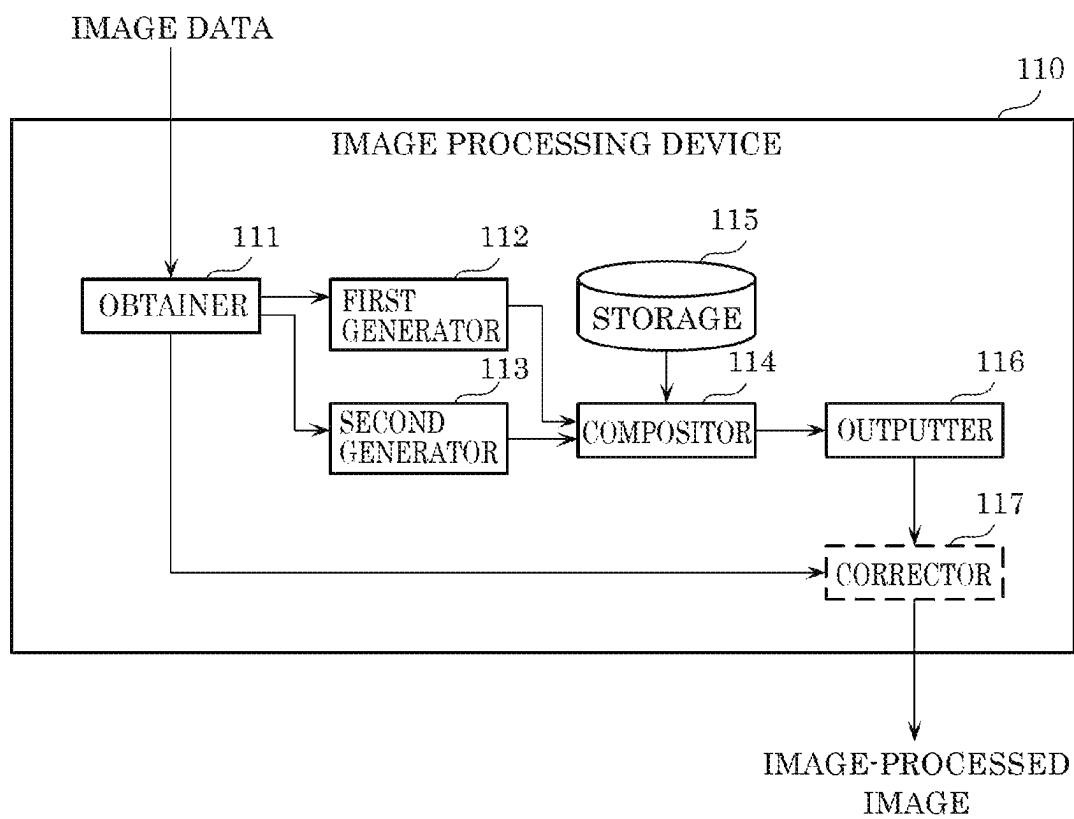 IMAGE DATA
110
IMAGE PROCESSING DEVICE
111
OBTAINER
112
FIRST
GENERATOR
115
STORAGE
113
SECOND
GENERATOR
114
COMPOSITOR
116
OUTPUTTER
117
CORRECTOR
IMAGE-PROCESSED
IMAGE